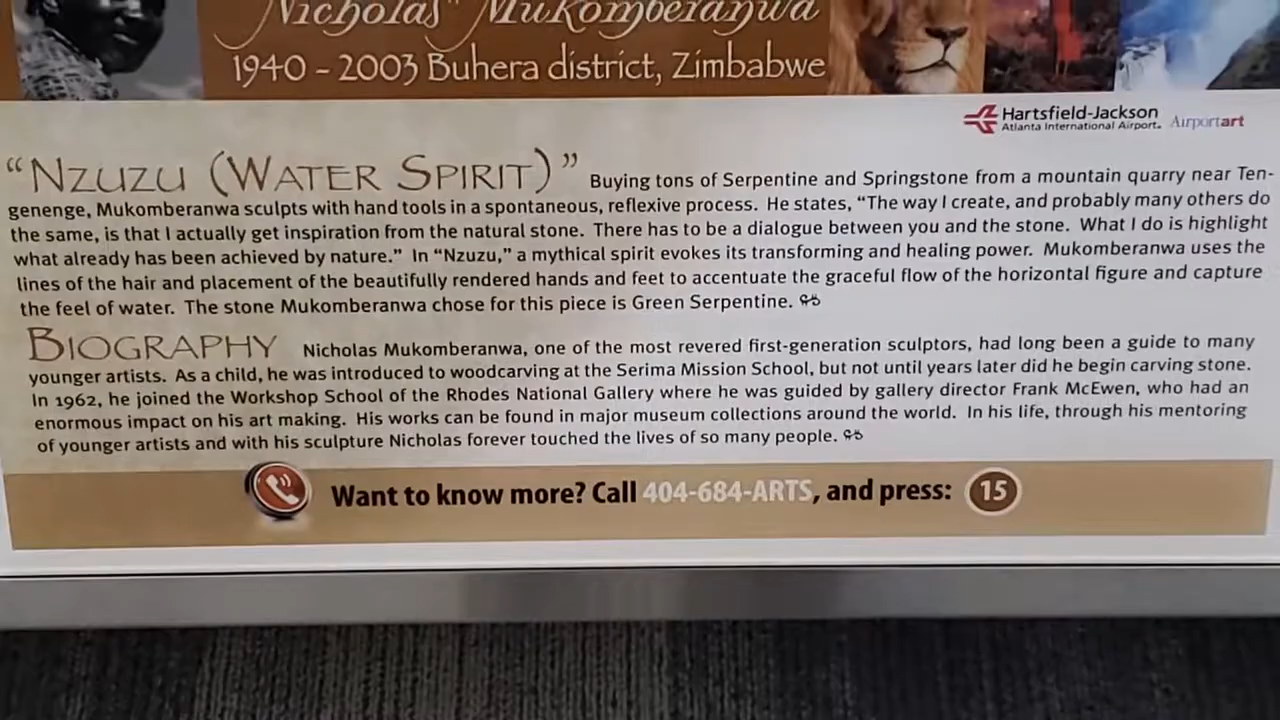 Nicholas" Mukomberanwa
1940 – 2003 Buhera district, Zimbabwe
Hartsfield-Jackson
Atlanta International Airport. Airportart
"NZUZU (WATER SPIRIT)" Buying tons of Serpentine and Springstone from a mountain quarry near Ten-
genenge, Mukomberanwa sculpts with hand tools in a spontaneous, reflexive process. He states, "The way I create, and probably many others do
the same, is that I actually get inspiration from the natural stone. There has to be a dialogue between you and the stone. What I do is highlight
what already has been achieved by nature." In "Nzuzu," a mythical spirit evokes its transforming and healing power. Mukomberanwa uses the
lines of the hair and placement of the beautifully rendered hands and feet to accentuate the graceful flow of the horizontal figure and capture
the feel of water. The stone Mukomberanwa chose for this piece is Green Serpentine.
BIOGRAPHY Nicholas Mukomberanwa, one of the most revered first-generation sculptors, had long been a guide to many
younger artists. As a child, he was introduced to woodcarving at the Serima Mission School, but not until years later did he begin carving stone.
In 1962, he joined the Workshop School of the Rhodes National Gallery where he was guided by gallery director Frank McEwen, who had an
enormous impact on his art making. His works can be found in major museum collections around the world. In his life, through his mentoring
of younger artists and with his sculpture Nicholas forever touched the lives of so many people.
Want to know more? Call 404-684-ARTS, and press: 15